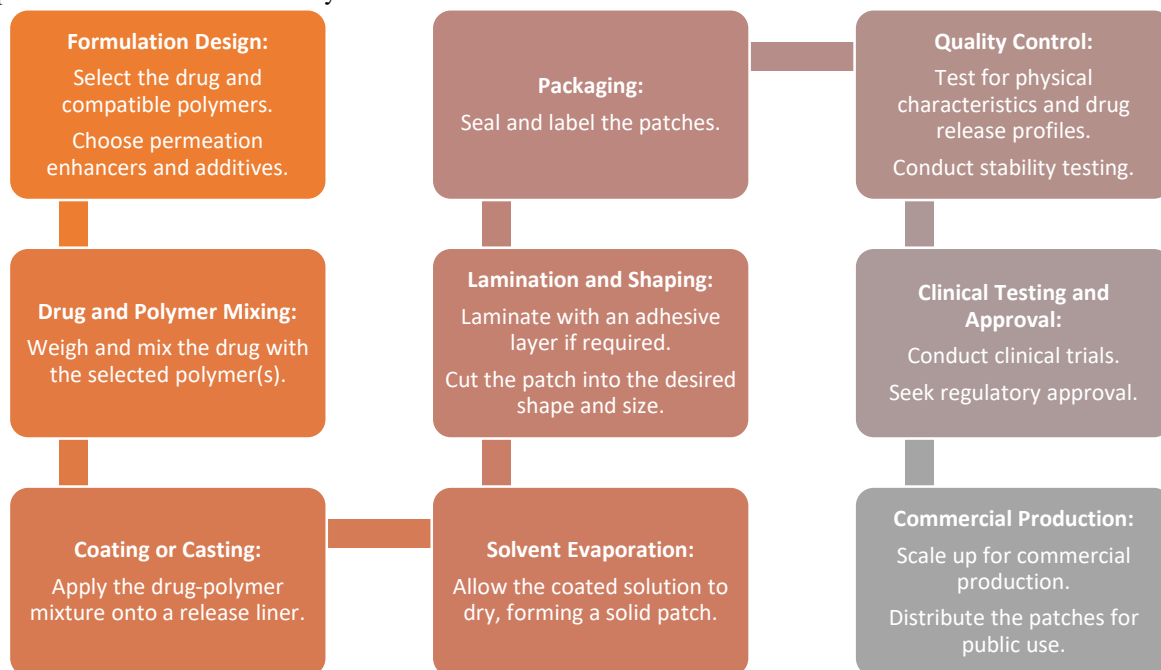 Formulation Design:
Select the drug and
compatible polymers.
Choose permeation
enhancers and additives.
Drug and Polymer Mixing:
Weigh and mix the drug with
the selected polymer(s).
Coating or Casting:
Apply the drug-polymer
mixture onto a release liner.
Solvent Evaporation:
Allow the coated solution to
dry, forming a solid patch.
Lamination and Shaping:
Laminate with an adhesive
layer if required.
Cut the patch into the desired
shape and size.
Packaging:
Seal and label the patches.
Quality Control:
Test for physical
characteristics and drug
release profiles.
Conduct stability testing.
Clinical Testing and
Approval:
Conduct clinical trials.
Seek regulatory approval.
Commercial Production:
Scale up for commercial
production.
Distribute the patches for
public use.